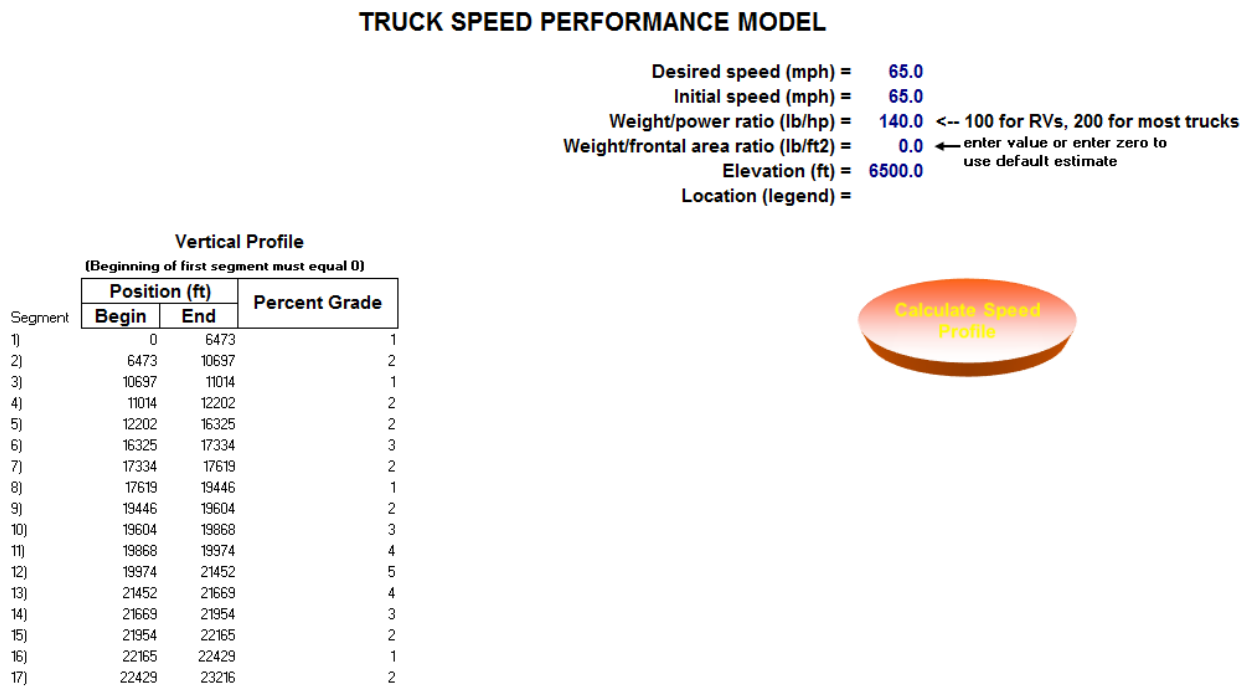 TRUCK SPEED PERFORMANCE MODEL
Desired speed (mph) = 65.0
Initial speed (mph) = 65.0
Weight/power ratio (lb/hp) = 140.0 <-- 100 for RVs, 200 for most trucks
Weight/frontal area ratio (lb/ft2) = 0.0 ← enter value or enter zero to
use default estimate
Elevation (ft) = 6500.0
Location (legend) =
Vertical Profile
(Beginning of first segment must equal 0)
Position (ft) Percent Grade
Segment Begin End
1) 0 6473 1
2) 6473 10697 2
3) 10697 11014 1
4) 11014 12202 2
5) 12202 16325 2
6) 16325 17334 3
7) 17334 17619 2
8) 17619 19446 1
9) 19446 19604 2
10) 19604 19868 3
11) 19868 19974 4
12) 19974 21452 5
13) 21452 21669 4
14) 21669 21954 3
15) 21954 22165 2
16) 22165 22429 1
17) 22429 23216 2
Calculate Speed
Profile